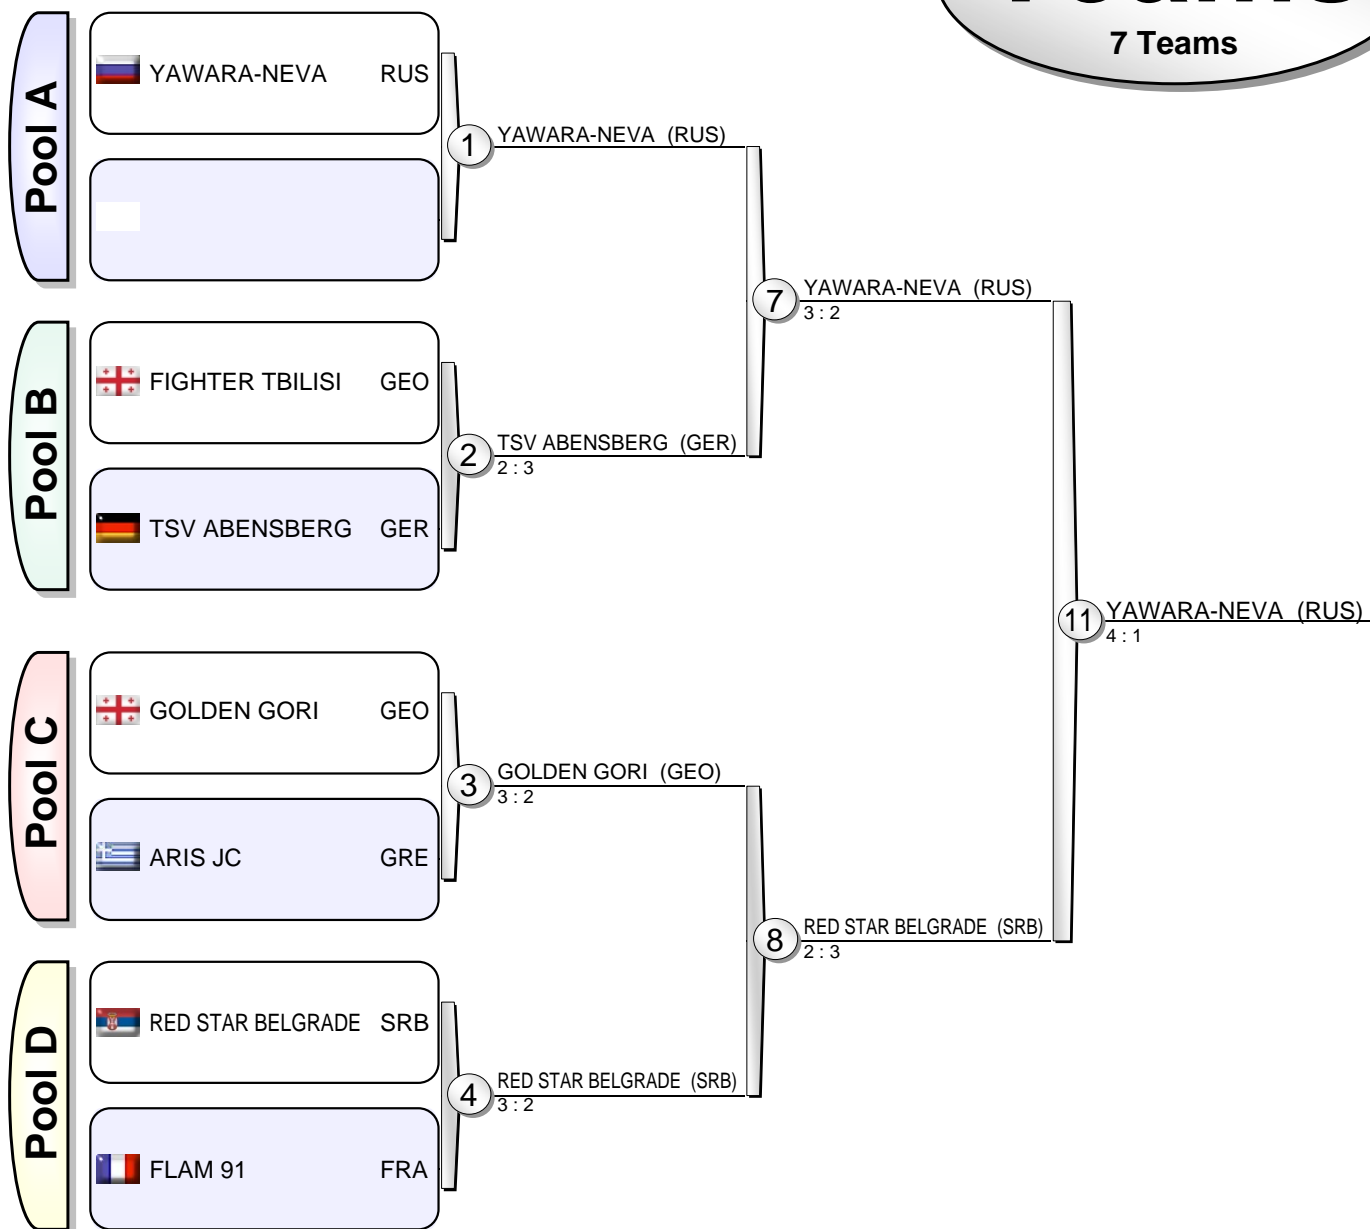 7 Teams
Pool A
YAWARA-NEVA RUS
1
YAWARA-NEVA (RUS)
Pool B
FIGHTER TBILISI GEO
TSV ABENSBERG GER
2
TSV ABENSBERG (GER)
2 : 3
7
YAWARA-NEVA (RUS)
3 : 2
Pool C
GOLDEN GORI GEO
ARIS JC GRE
3
GOLDEN GORI (GEO)
3 : 2
Pool D
RED STAR BELGRADE SRB
FLAM 91 FRA
4
RED STAR BELGRADE (SRB)
3 : 2
8
RED STAR BELGRADE (SRB)
2 : 3
11
YAWARA-NEVA (RUS)
4 : 1